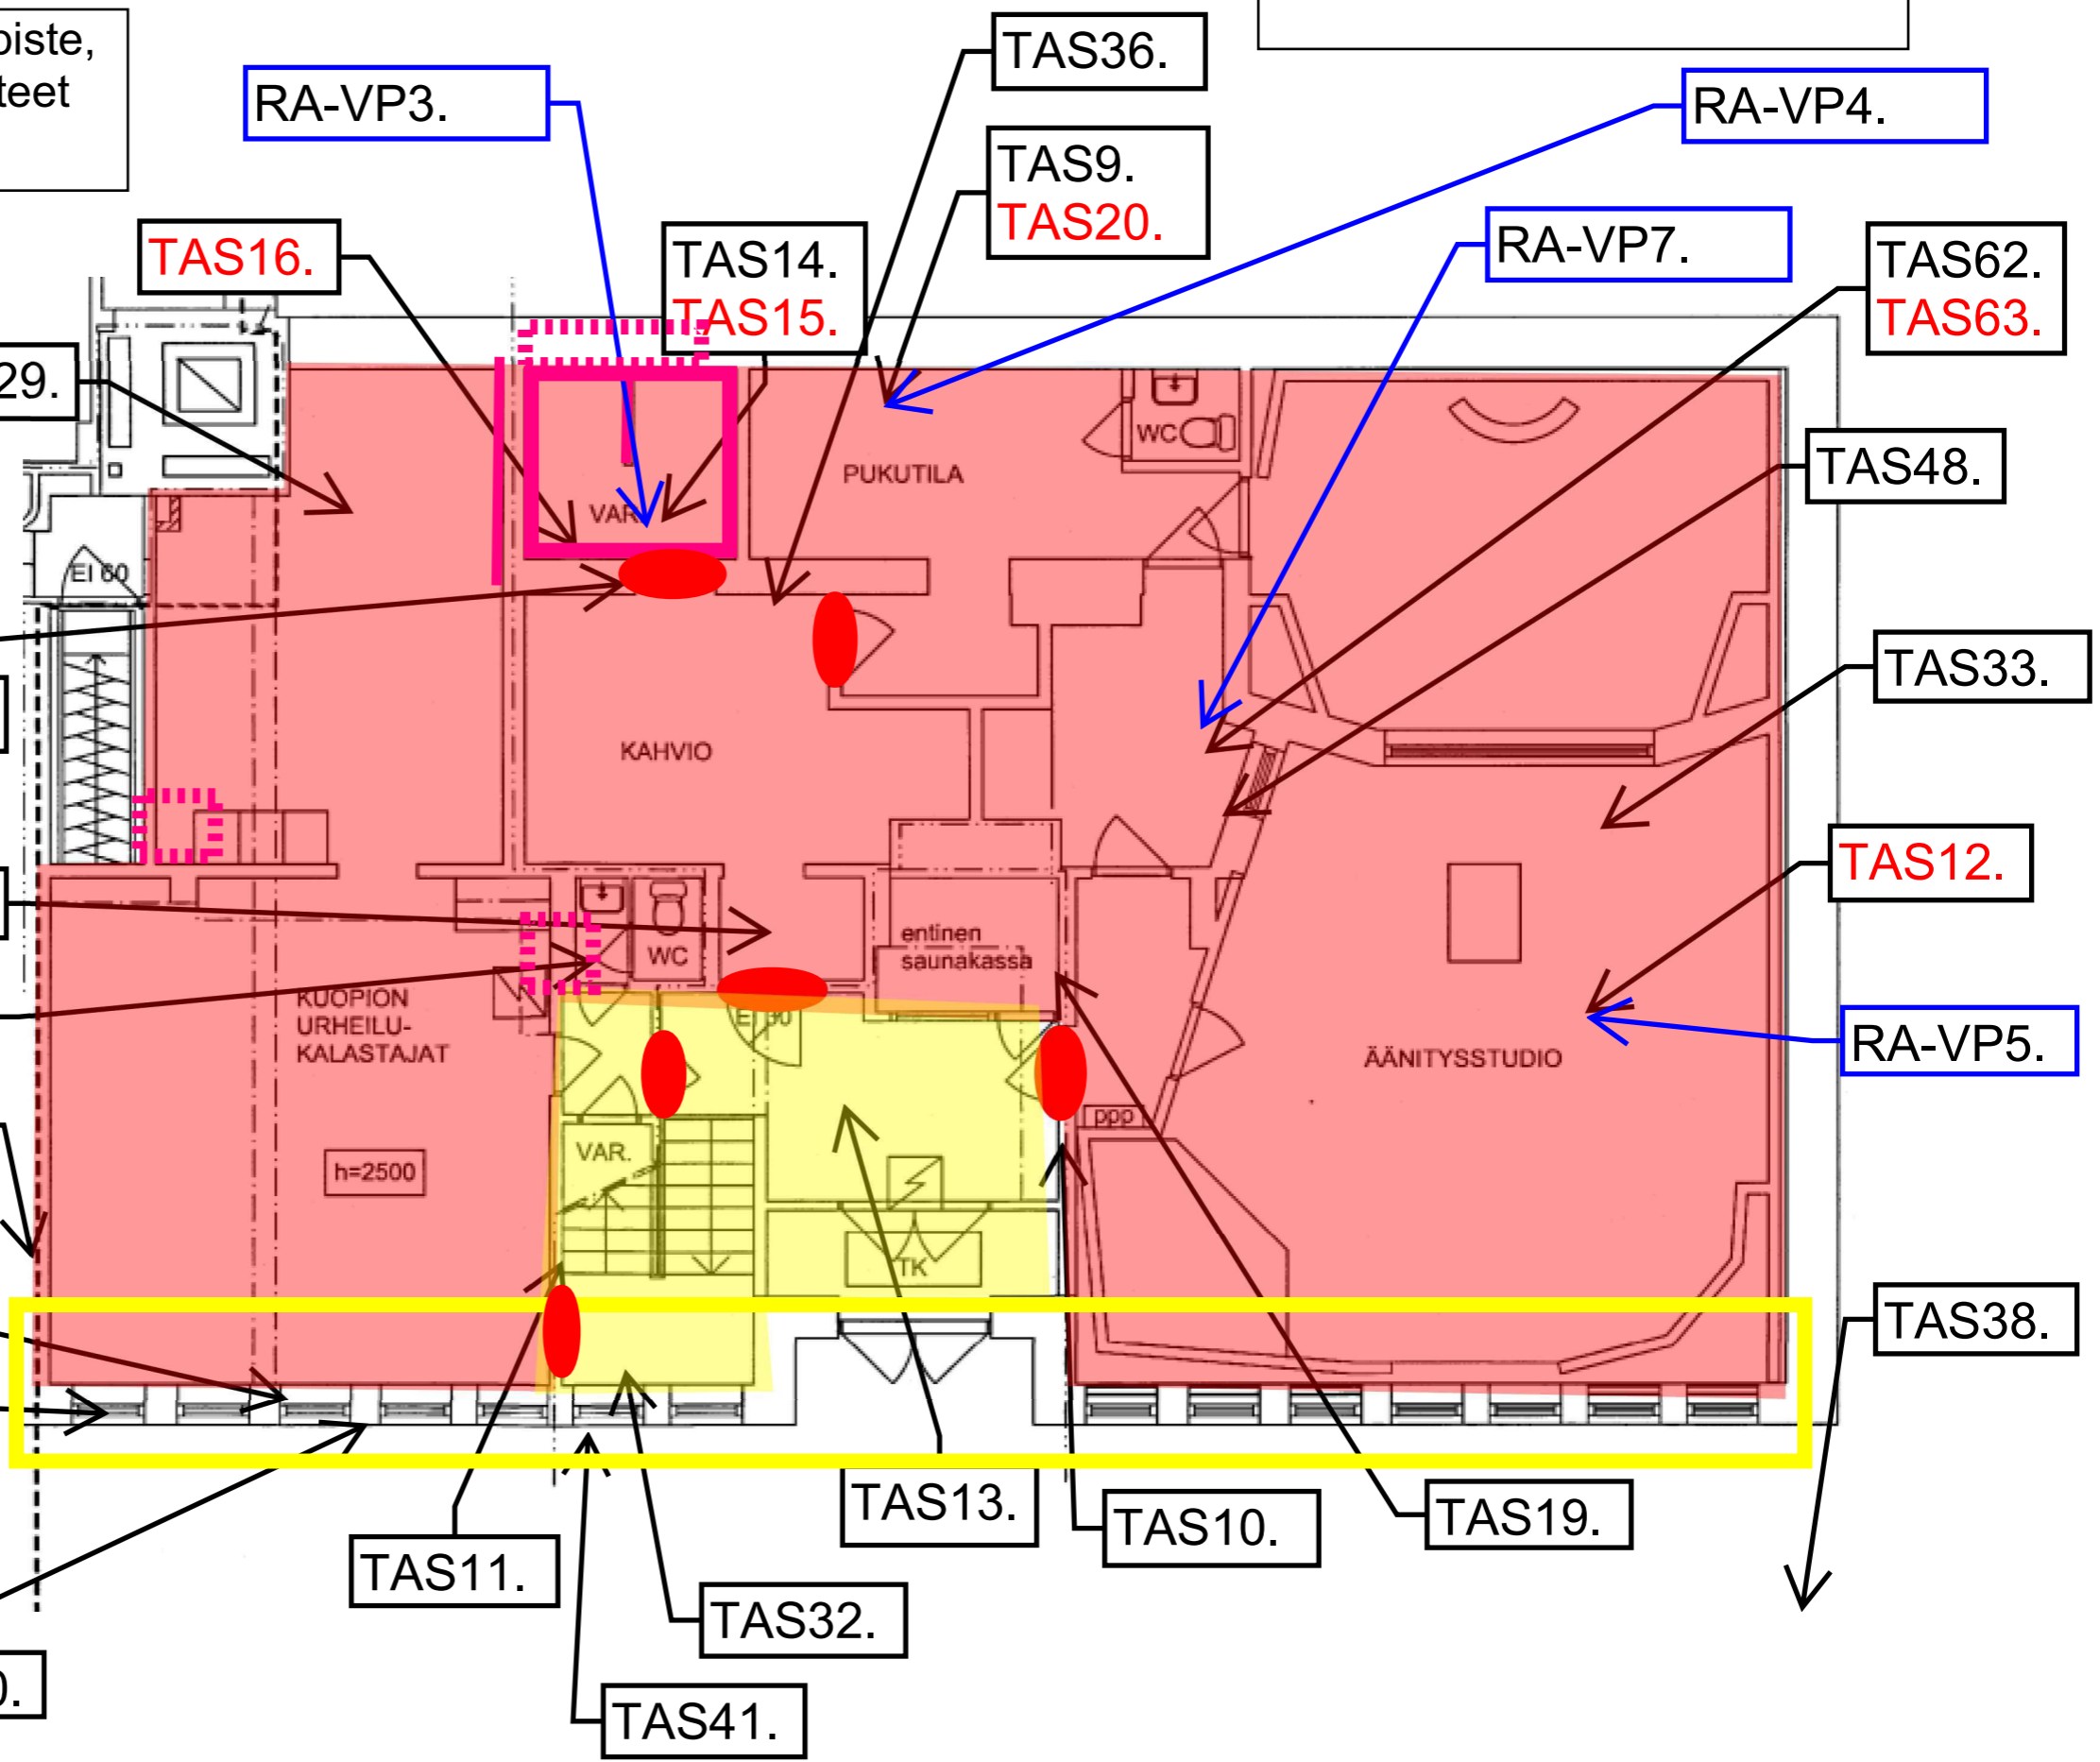 TAS36.
RA-VP3.
RA-VP4.
TAS9.
TAS20.
TAS16.
TAS14.
TAS15.
RA-VP7.
TAS62.
TAS63.
29.
WC
PUKUTILA
TAS48.
VAR.
EI 60
TAS33.
KAHVIO
TAS12.
entinen
saunakassa
WC
KUOPION
URHEILU-
KALASTAJAT
ÄÄNITYSSTUDIO
RA-VP5.
ppp
VAR.
h=2500
TK
TAS38.
TAS13.
TAS10.
TAS19.
TAS11.
TAS32.
TAS41.